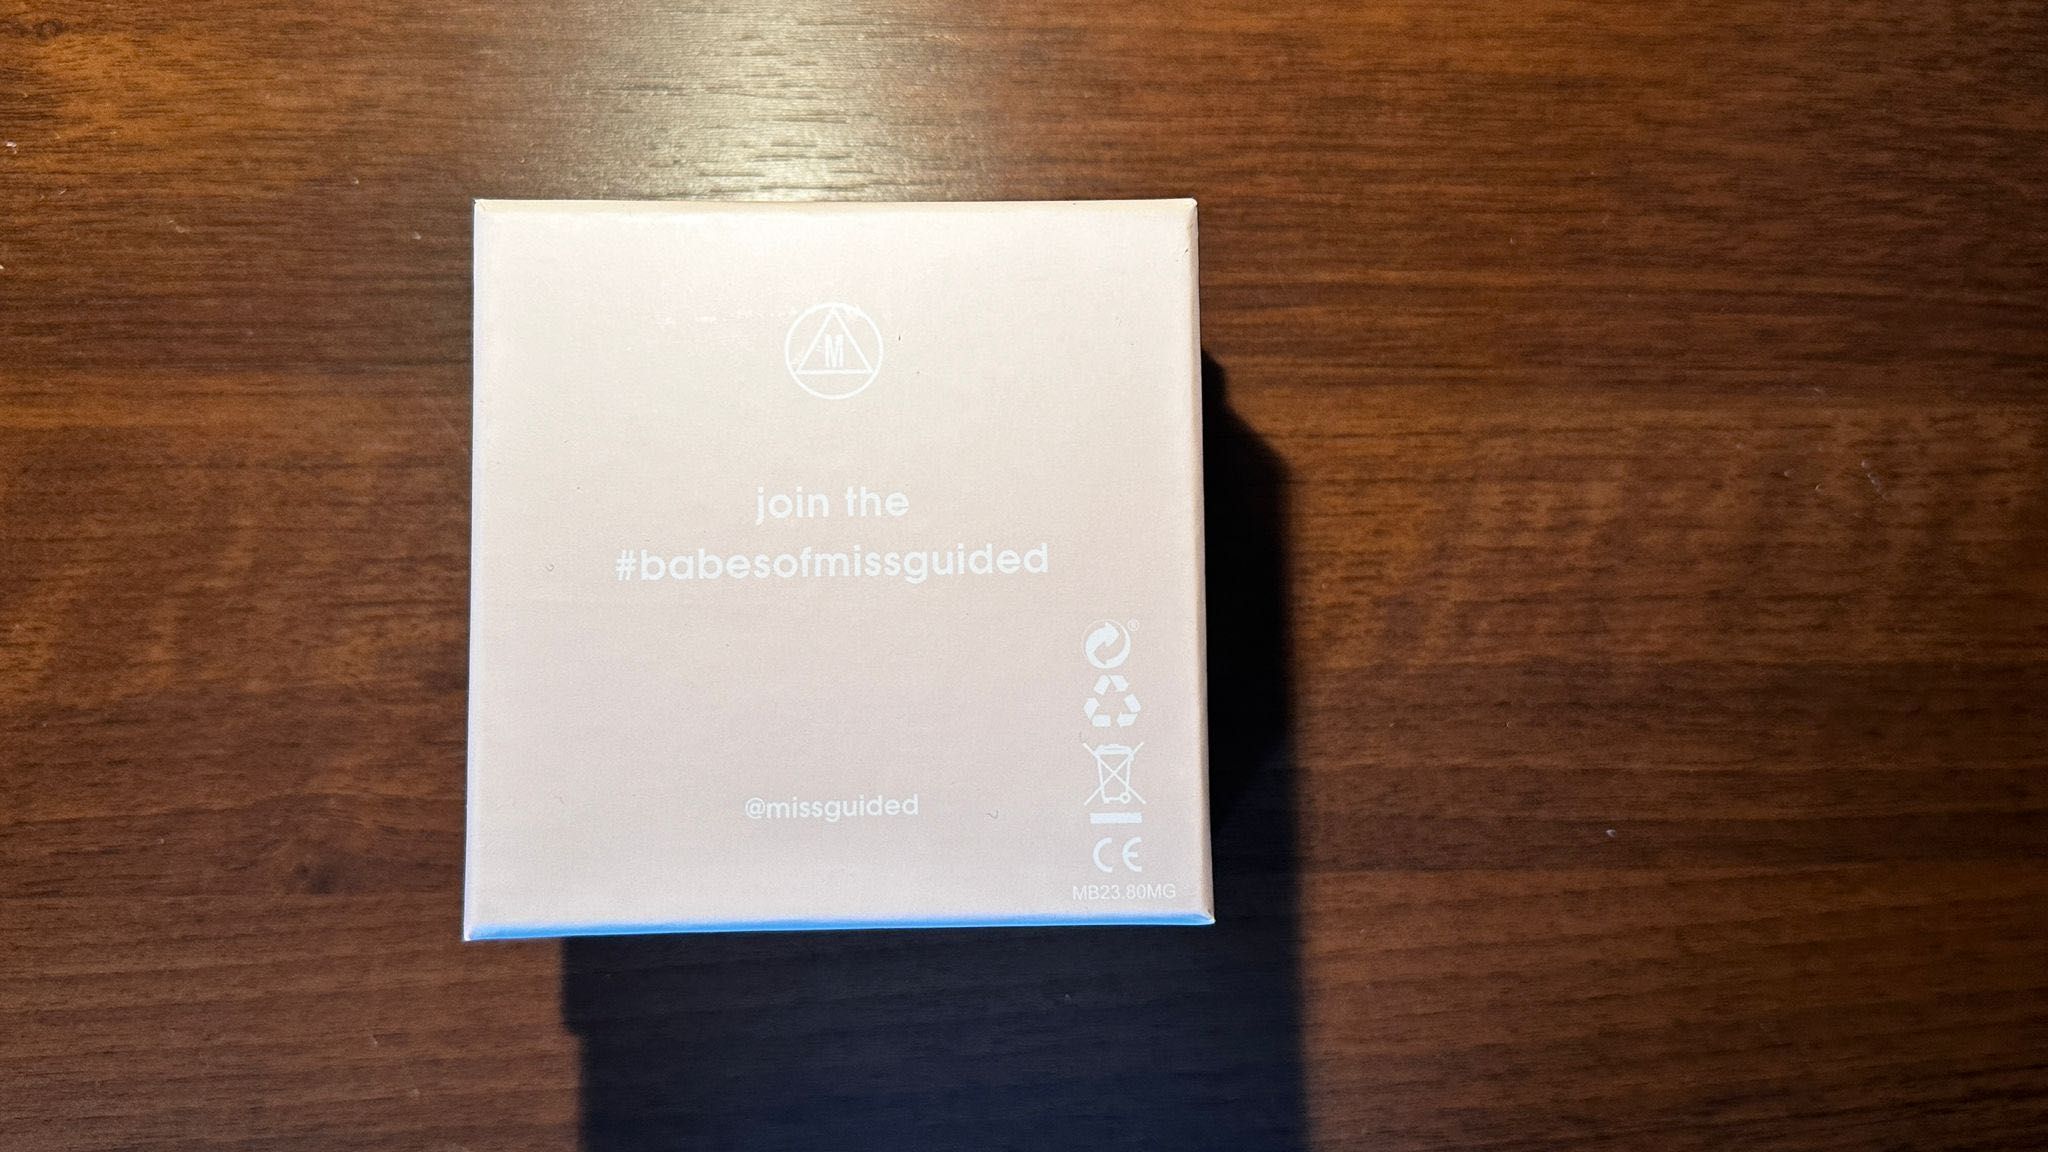 M
join the
#babesofmissguided
®
@missguided
CE
MB23.80MG